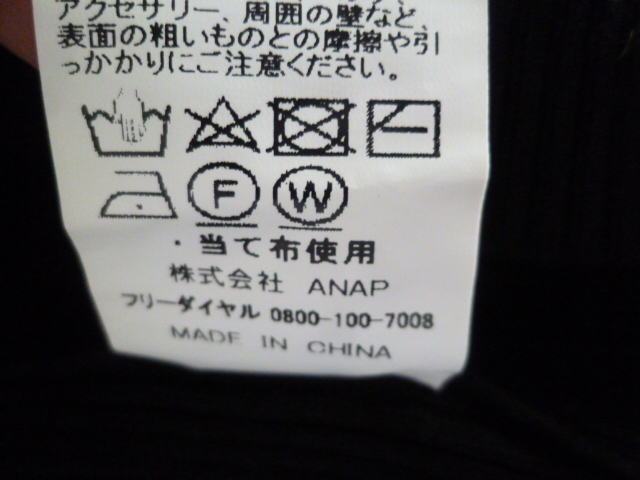 アクセサリー、周囲の壁など、
表面の粗いものとの摩擦や引
っかかりにご注意ください。
F W
・当て布使用
株式会社 ANAP
フリーダイヤル 0800-100-7008
MADE IN CHINA